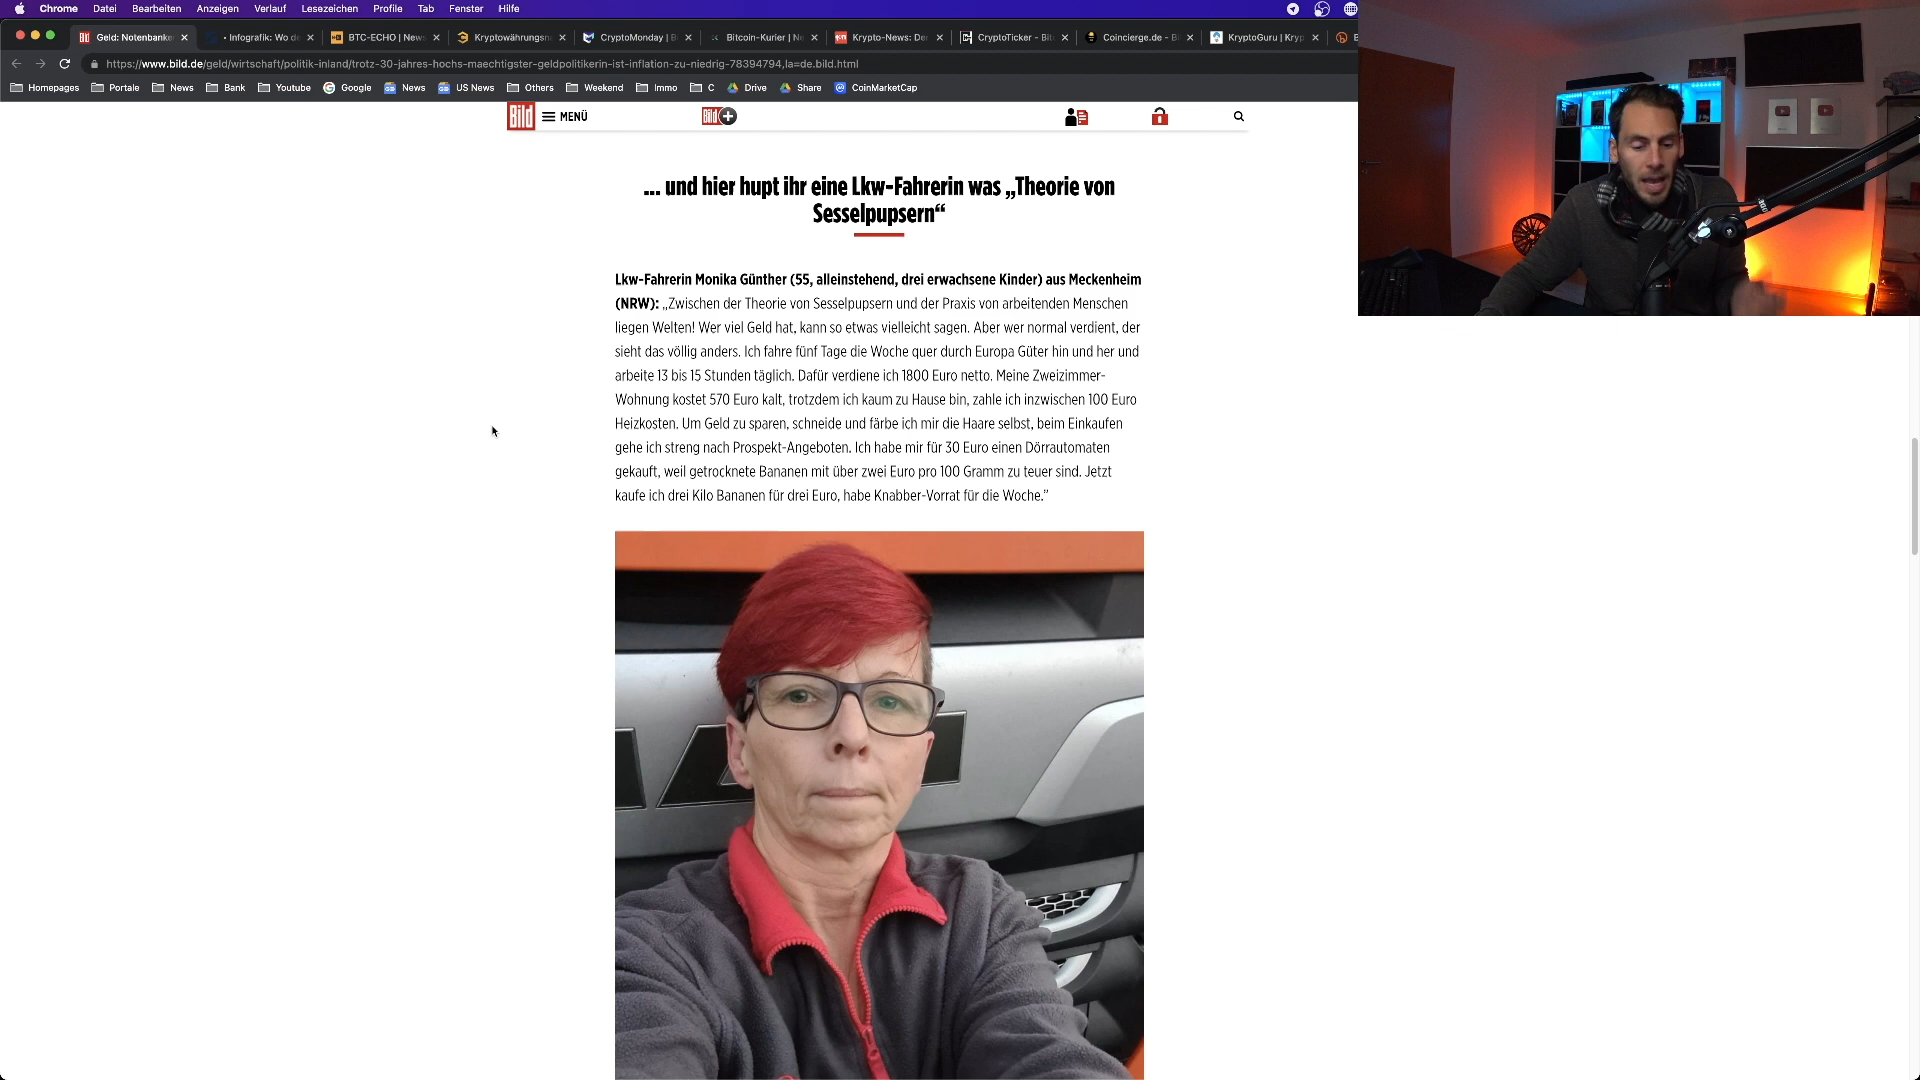 Chrome Datei Bearbeiten Anzeigen Verlauf Lesezeichen Profile Tab Fenster Hilfe
Geld: Notenbanke • Infografik: Wo d BTC-ECHO | News Kryptowährungsn CryptoMonday | B Bitcoin-Kurier | Ne Krypto-News: De CryptoTicker - Bit Coincierge.de - B KryptoGuru | Kryp
https://www.bild.de/geld/wirtschaft/politik-inland/trotz-30-jahres-hochs-maechtigster-geldpolitikerin-ist-inflation-zu-niedrig-78394794,la=de.bild.html
Homepages Portale News Bank Youtube Google News US News Others Weekend Immo C Drive Share CoinMarketCap
Bild MENÜ Bild+
... und hier hupt ihr eine Lkw-Fahrerin was „Theorie von
Sesselpupsern“
Lkw-Fahrerin Monika Günther (55, alleinstehend, drei erwachsene Kinder) aus Meckenheim
(NRW): „Zwischen der Theorie von Sesselpupsern und der Praxis von arbeitenden Menschen
liegen Welten! Wer viel Geld hat, kann so etwas vielleicht sagen. Aber wer normal verdient, der
sieht das völlig anders. Ich fahre fünf Tage die Woche quer durch Europa Güter hin und her und
arbeite 13 bis 15 Stunden täglich. Dafür verdiene ich 1800 Euro netto. Meine Zweizimmer-
Wohnung kostet 570 Euro kalt, trotzdem ich kaum zu Hause bin, zahle ich inzwischen 100 Euro
Heizkosten. Um Geld zu sparen, schneide und färbe ich mir die Haare selbst, beim Einkaufen
gehe ich streng nach Prospekt-Angeboten. Ich habe mir für 30 Euro einen Dörrautomaten
gekauft, weil getrocknete Bananen mit über zwei Euro pro 100 Gramm zu teuer sind. Jetzt
kaufe ich drei Kilo Bananen für drei Euro, habe Knabber-Vorrat für die Woche.”